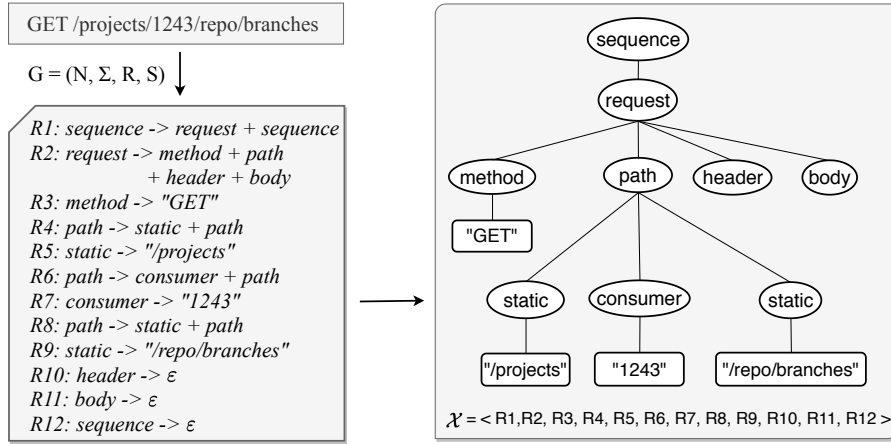 GET /projects/1243/repo/branches
G = (N, Σ, R, S)
R1: sequence -> request + sequence
R2: request -> method + path
+ header + body
R3: method -> "GET"
R4: path -> static + path
R5: static -> "/projects"
R6: path -> consumer + path
R7: consumer -> "1243"
R8: path -> static + path
R9: static -> "/repo/branches"
R10: header -> ε
R11: body -> ε
R12: sequence -> ε
sequence
request
method path header body
"GET"
static consumer static
"/projects" "1243" "/repo/branches"
𝒳 = < R1,R2, R3, R4, R5, R6, R7, R8, R9, R10, R11, R12 >